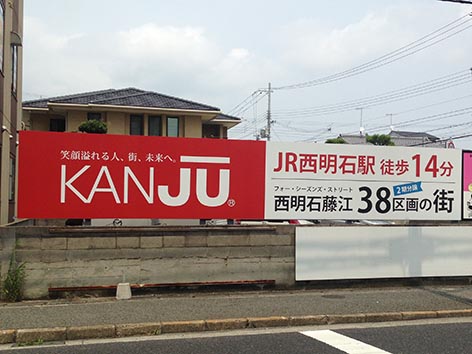 笑顔溢れる人、街、未来へ。
KANJŪ®
JR西明石駅 徒歩14分
フォー・シーズンズ・ストリート
西明石藤江 38区画の街
2期分譲